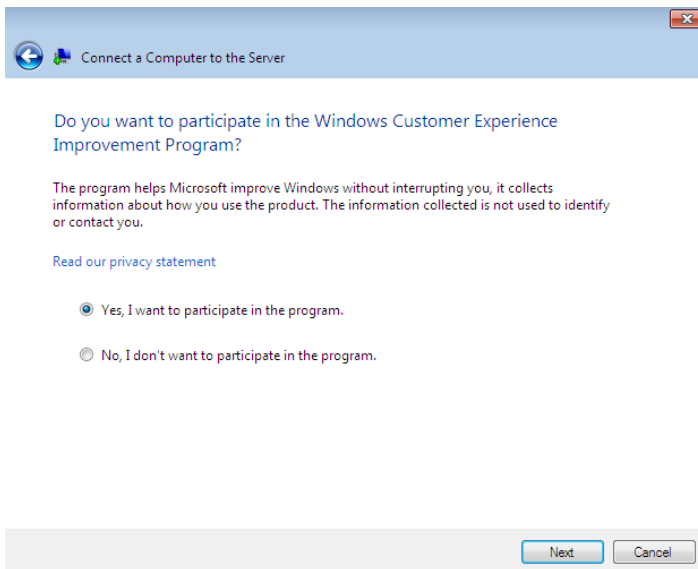 Connect a Computer to the Server
Do you want to participate in the Windows Customer Experience
Improvement Program?
The program helps Microsoft improve Windows without interrupting you, it collects
information about how you use the product. The information collected is not used to identify
or contact you.
Read our privacy statement
Yes, I want to participate in the program.
No, I don't want to participate in the program.
Next
Cancel